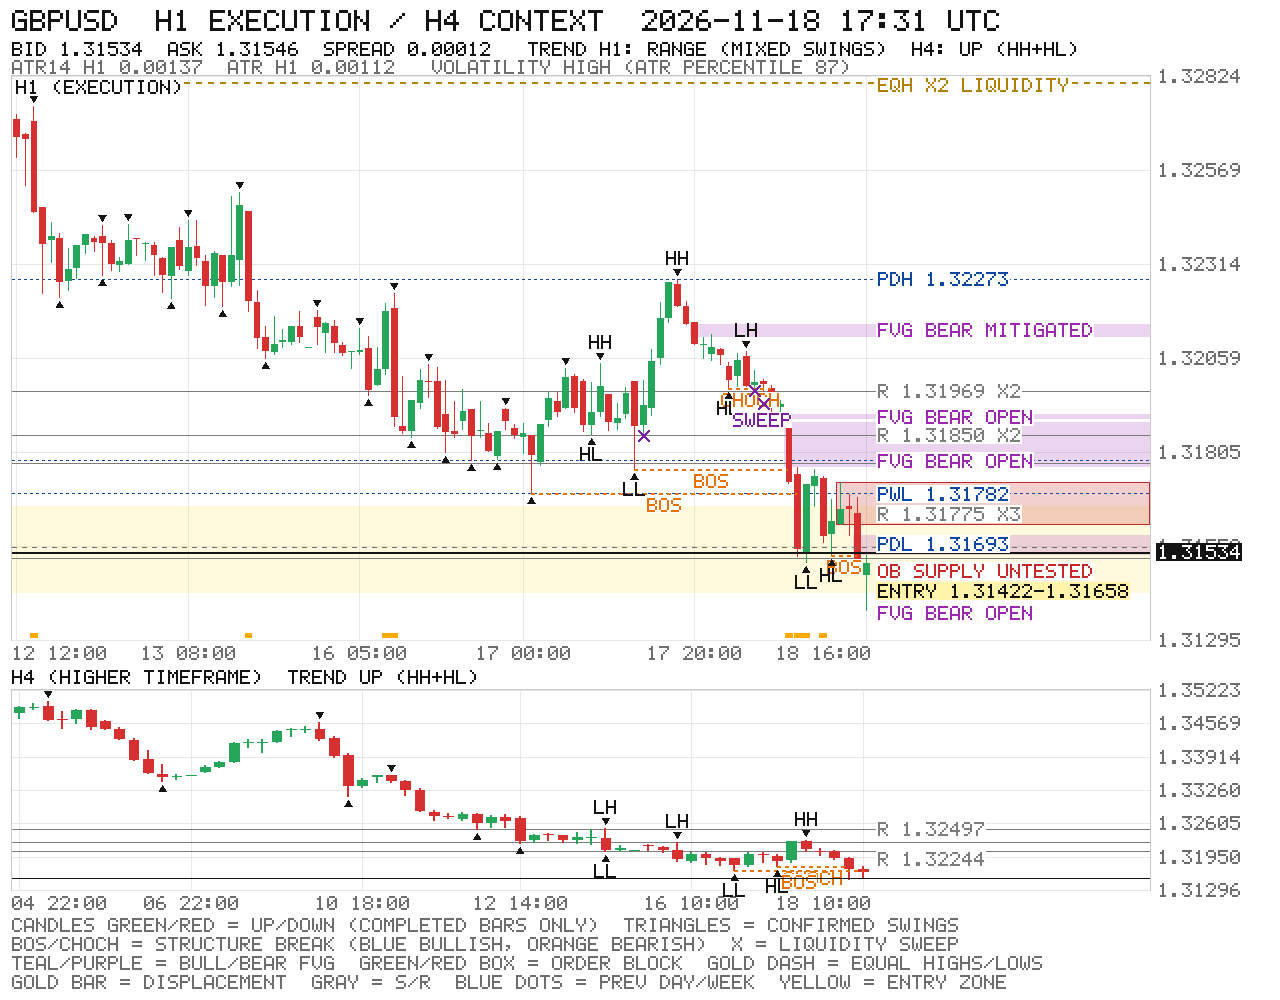 GBPUSD  H1 EXECUTION / H4 CONTEXT  2026-11-18 17:31 UTC
BID 1.31534  ASK 1.31546  SPREAD 0.00012  TREND H1: RANGE (MIXED SWINGS)  H4: UP (HH+HL)
ATR14 H1 0.00137  ATR H1 0.00112  VOLATILITY HIGH (ATR PERCENTILE 87)
H1 (EXECUTION)
EQH X2 LIQUIDITY
1.32824
1.32569
HH
1.32314
PDH 1.32273
LH
FVG BEAR MITIGATED
HH
1.32059
R 1.31969 X2
CHOCH
HL
SWEEP
FVG BEAR OPEN
R 1.31850 X2
HL
1.31805
FVG BEAR OPEN
BOS
LL
PWL 1.31782
BOS
R 1.31775 X3
PDL 1.31693
1.31534
BOS
LL
HL
OB SUPPLY UNTESTED
ENTRY 1.31422-1.31658
FVG BEAR OPEN
1.31295
12 12:00  13 08:00  16 05:00  17 00:00  17 20:00  18 16:00
H4 (HIGHER TIMEFRAME)  TREND UP (HH+HL)
1.35223
1.34569
1.33914
1.33260
LH
LH
HH
1.32605
R 1.32497
1.31950
R 1.32244
LL
LL
HL
BOS
1.31296
04 22:00  06 22:00  10 18:00  12 14:00  16 10:00  18 10:00
CANDLES GREEN/RED = UP/DOWN (COMPLETED BARS ONLY)  TRIANGLES = CONFIRMED SWINGS
BOS/CHOCH = STRUCTURE BREAK (BLUE BULLISH, ORANGE BEARISH)  X = LIQUIDITY SWEEP
TEAL/PURPLE = BULL/BEAR FVG  GREEN/RED BOX = ORDER BLOCK  GOLD DASH = EQUAL HIGHS/LOWS
GOLD BAR = DISPLACEMENT  GRAY = S/R  BLUE DOTS = PREV DAY/WEEK  YELLOW = ENTRY ZONE